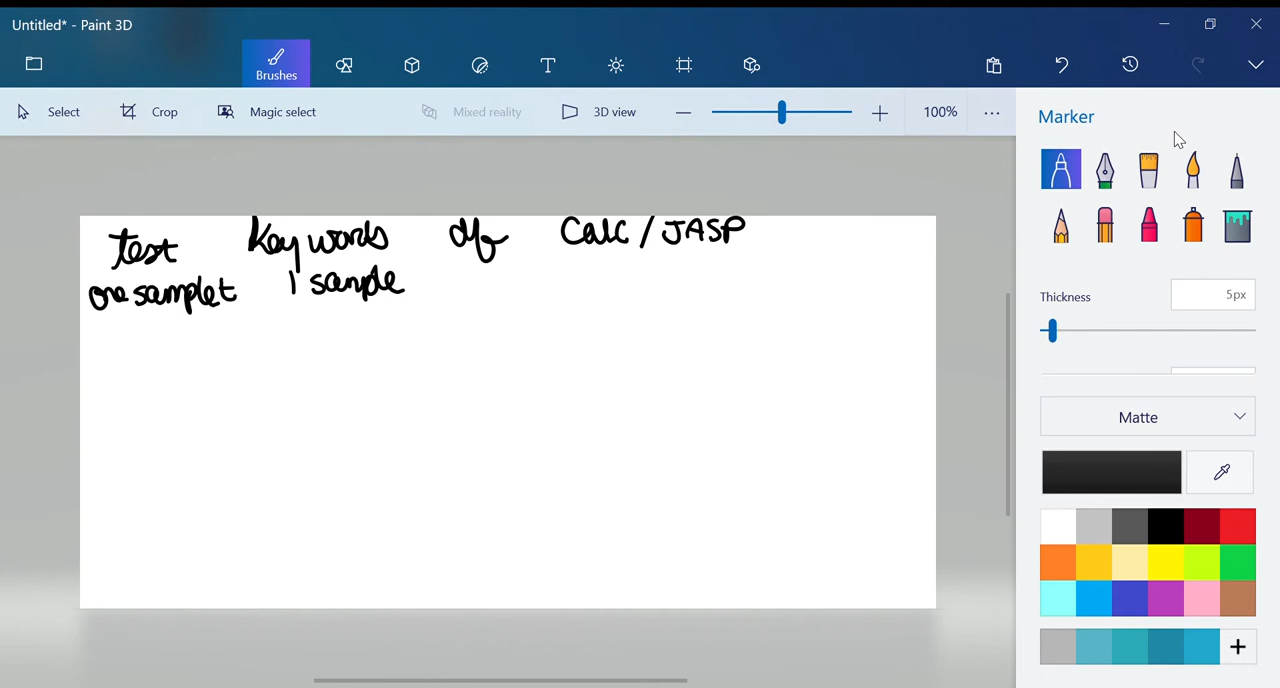 Untitled* - Paint 3D
Brushes
Select Crop Magic select Mixed reality 3D view 100%
Marker
Thickness 5px
Matte
test Key words df Calc / JASP
one sample t 1 sample